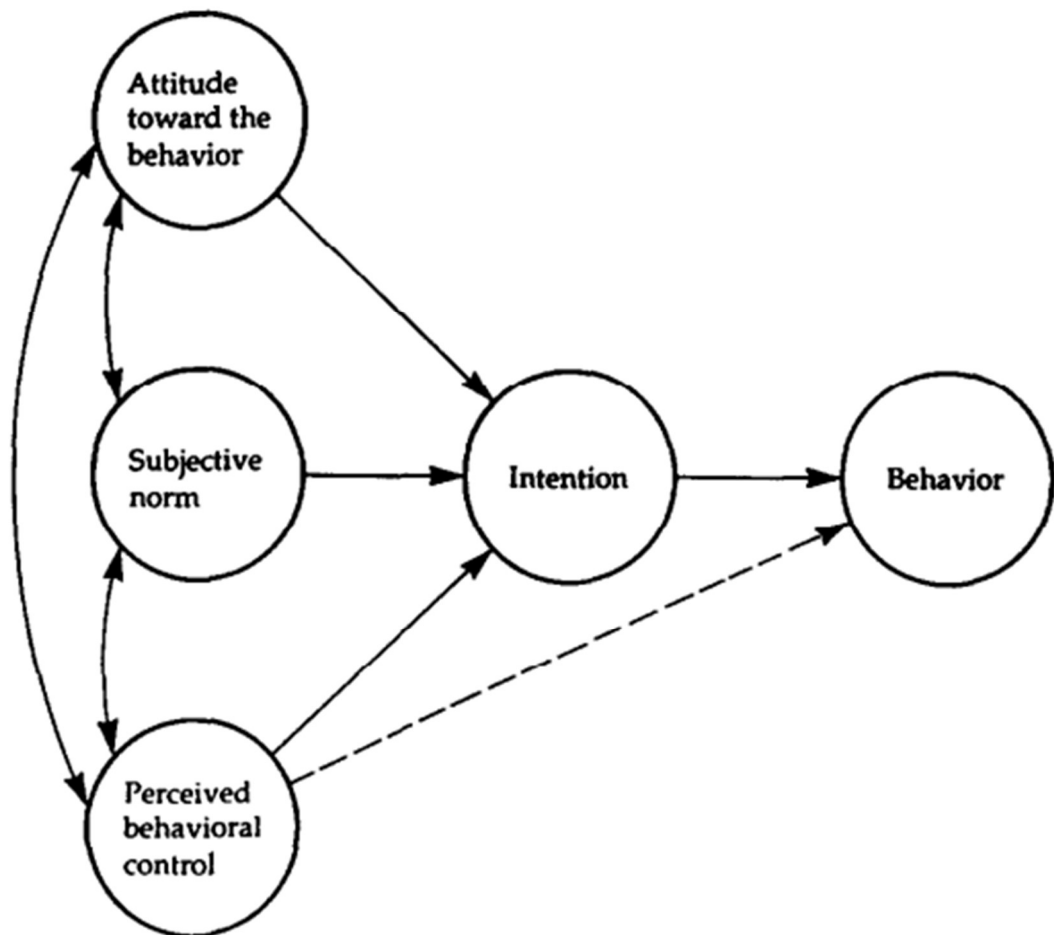 Attitude
toward the
behavior
Subjective
norm
Intention
Behavior
Perceived
behavioral
control